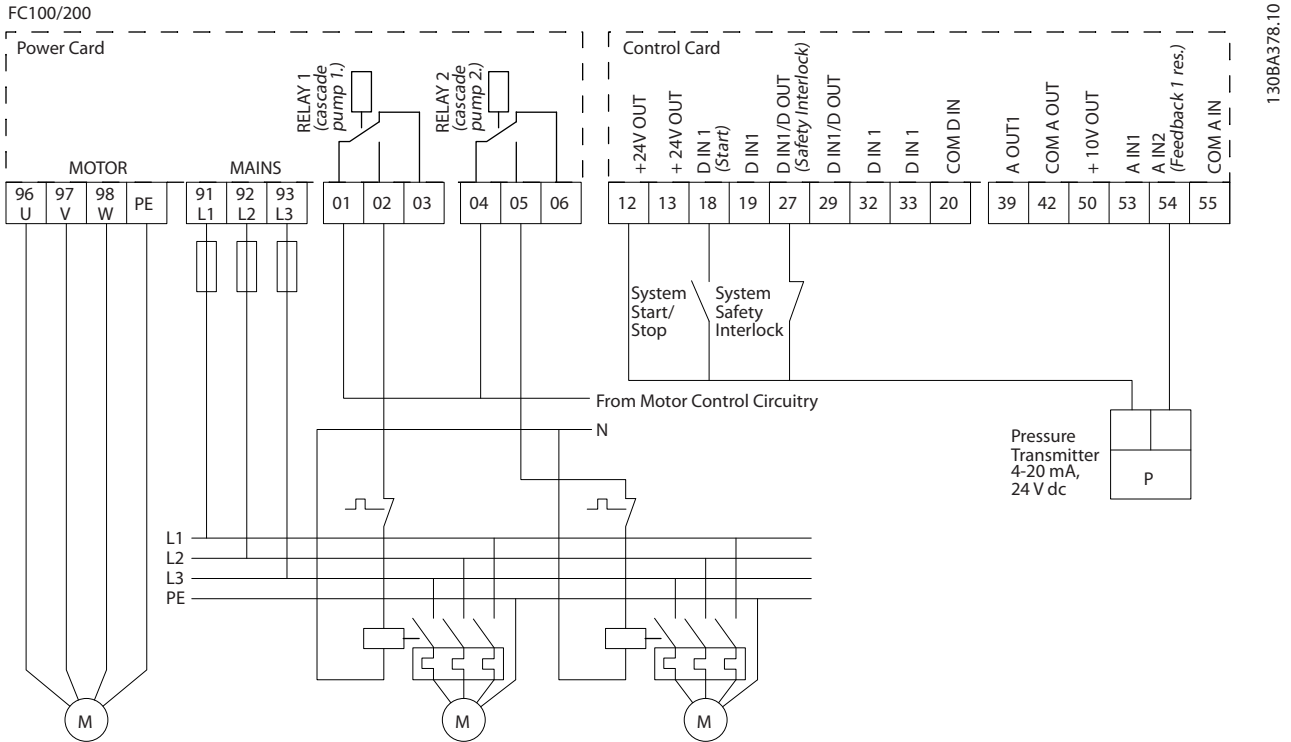 FC100/200
130BA378.10
Power Card
Control Card
RELAY 1
(cascade
pump 1.)
RELAY 2
(cascade
pump 2.)
+24V OUT
+ 24V OUT
D IN 1
(Start)
D IN1
D IN1/D OUT
(Safety Interlock)
D IN1/D OUT
D IN 1
D IN 1
COM D IN
A OUT1
COM A OUT
+ 10V OUT
A IN1
A IN2
(Feedback 1 res.)
COM A IN
MOTOR
MAINS
96 97 98 PE
U V W
91 92 93
L1 L2 L3
01 02 03
04 05 06
12 13 18 19 27 29 32 33 20
39 42 50 53 54 55
System
Start/
Stop
System
Safety
Interlock
From Motor Control Circuitry
N
Pressure
Transmitter
4-20 mA,
24 V dc
P
L1
L2
L3
PE
M
M
M